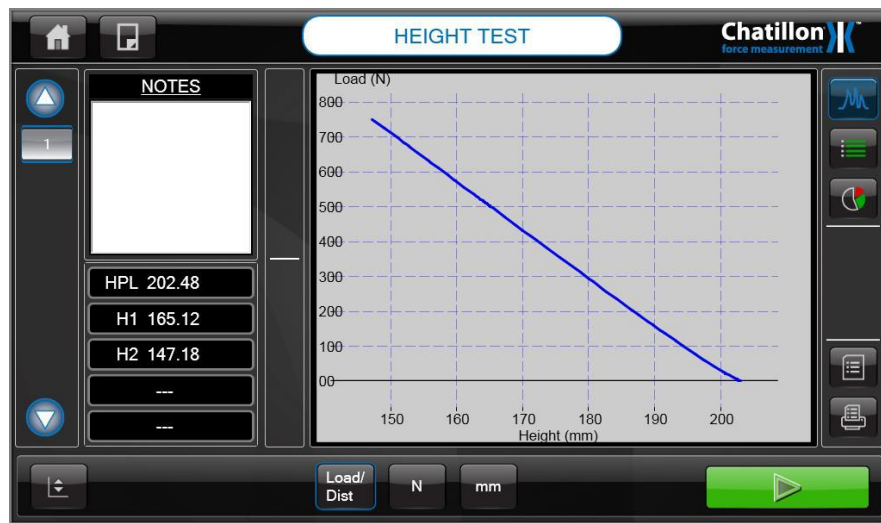 HEIGHT TEST
Chatillon
force measurement
NOTES
1
HPL 202.48
H1 165.12
H2 147.18
---
---
Load (N)
800
700
600
500
400
300
200
100
00
150 160 170 180 190 200
Height (mm)
Load/
Dist
N
mm